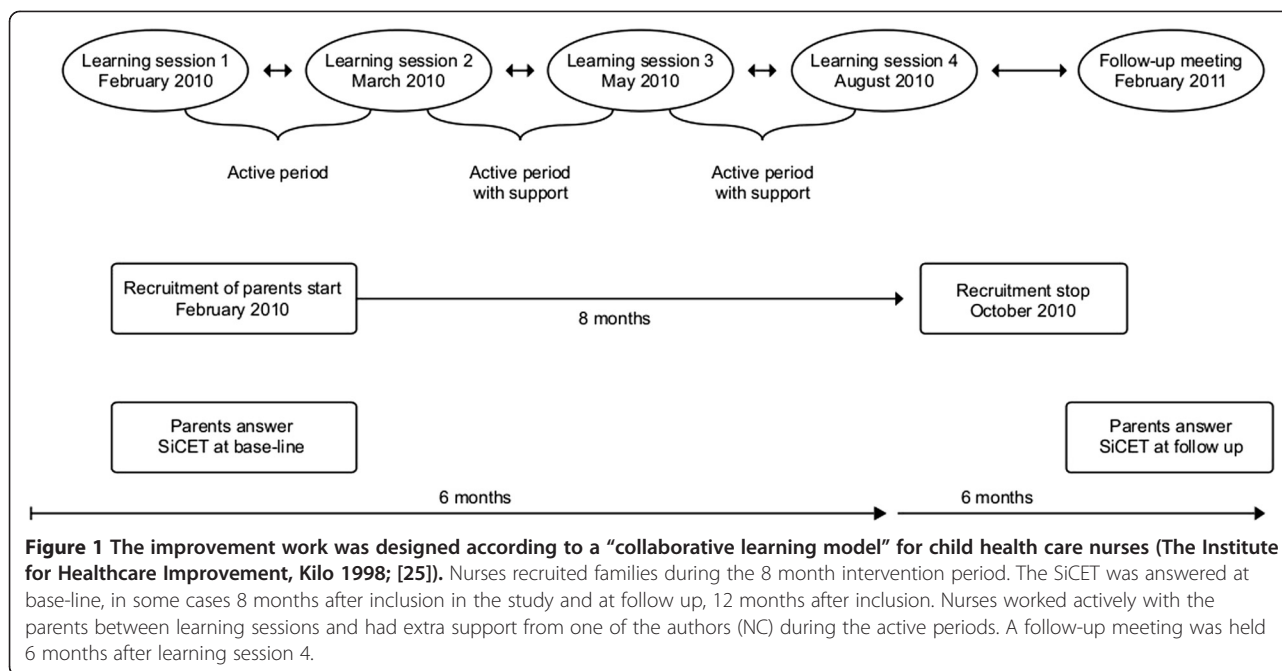 Learning session 1
February 2010
Learning session 2
March 2010
Learning session 3
May 2010
Learning session 4
August 2010
Follow-up meeting
February 2011
Active period
Active period
with support
Active period
with support
Recruitment of parents start
February 2010
8 months
Recruitment stop
October 2010
Parents answer
SiCET at base-line
Parents answer
SiCET at follow up
6 months
6 months
Figure 1 The improvement work was designed according to a “collaborative learning model” for child health care nurses (The Institute
for Healthcare Improvement, Kilo 1998; [25]). Nurses recruited families during the 8 month intervention period. The SiCET was answered at
base-line, in some cases 8 months after inclusion in the study and at follow up, 12 months after inclusion. Nurses worked actively with the
parents between learning sessions and had extra support from one of the authors (NC) during the active periods. A follow-up meeting was held
6 months after learning session 4.